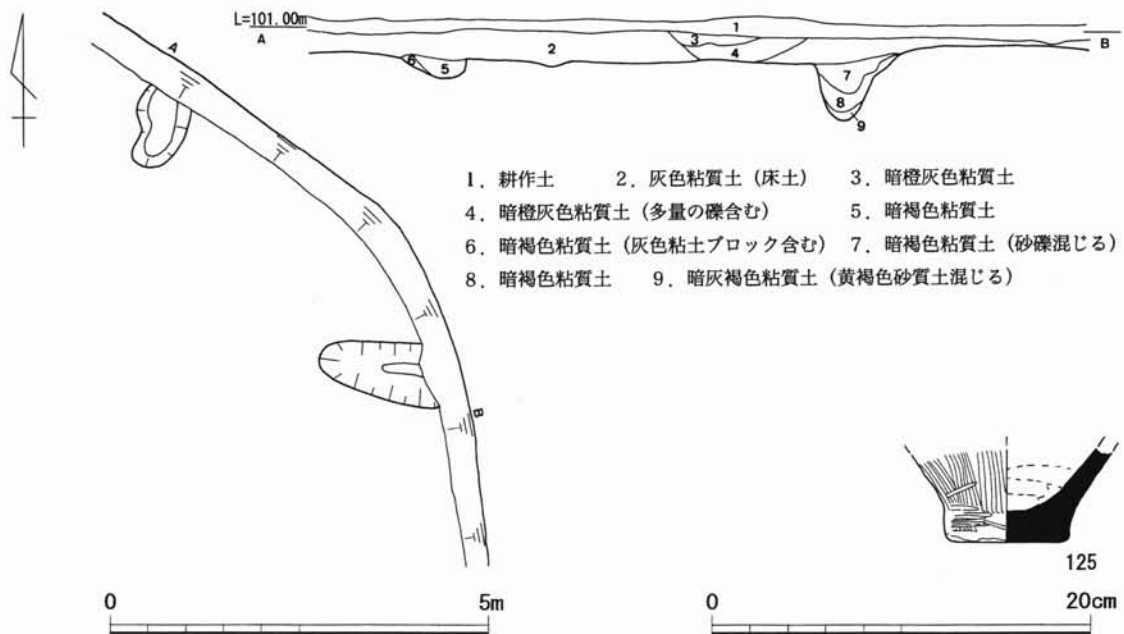 L=101.00m
A
B
1
2
3
4
5
6
7
8
9
A
B
1. 耕作土 2. 灰色粘質土（床土） 3. 暗橙灰色粘質土
4. 暗橙灰色粘質土（多量の礫含む） 5. 暗褐色粘質土
6. 暗褐色粘質土（灰色粘土ブロック含む） 7. 暗褐色粘質土（砂礫混じる）
8. 暗褐色粘質土 9. 暗灰褐色粘質土（黄褐色砂質土混じる）
125
0 5m
0 20cm